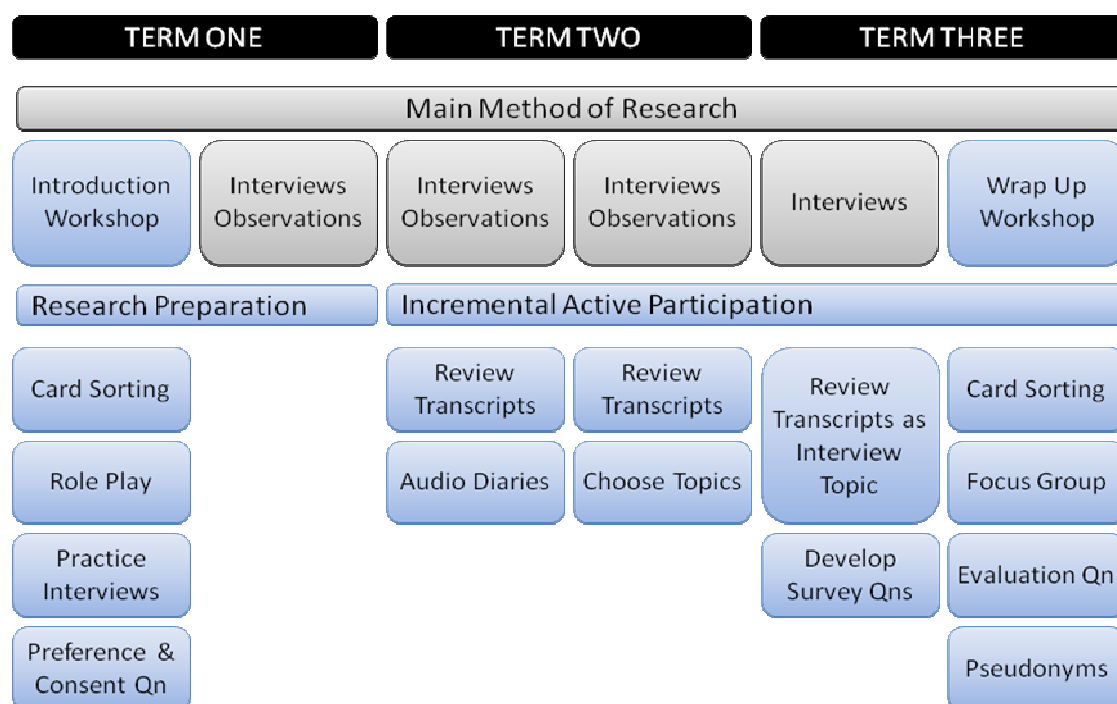 TERM ONE
TERM TWO
TERM THREE
Main Method of Research
Introduction
Workshop
Interviews
Observations
Interviews
Observations
Interviews
Observations
Interviews
Wrap Up
Workshop
Research Preparation
Incremental Active Participation
Card Sorting
Review
Transcripts
Review
Transcripts
Review
Transcripts as
Interview
Topic
Card Sorting
Role Play
Audio Diaries
Choose Topics
Focus Group
Practice
Interviews
Develop
Survey Qns
Evaluation Qn
Preference &
Consent Qn
Pseudonyms